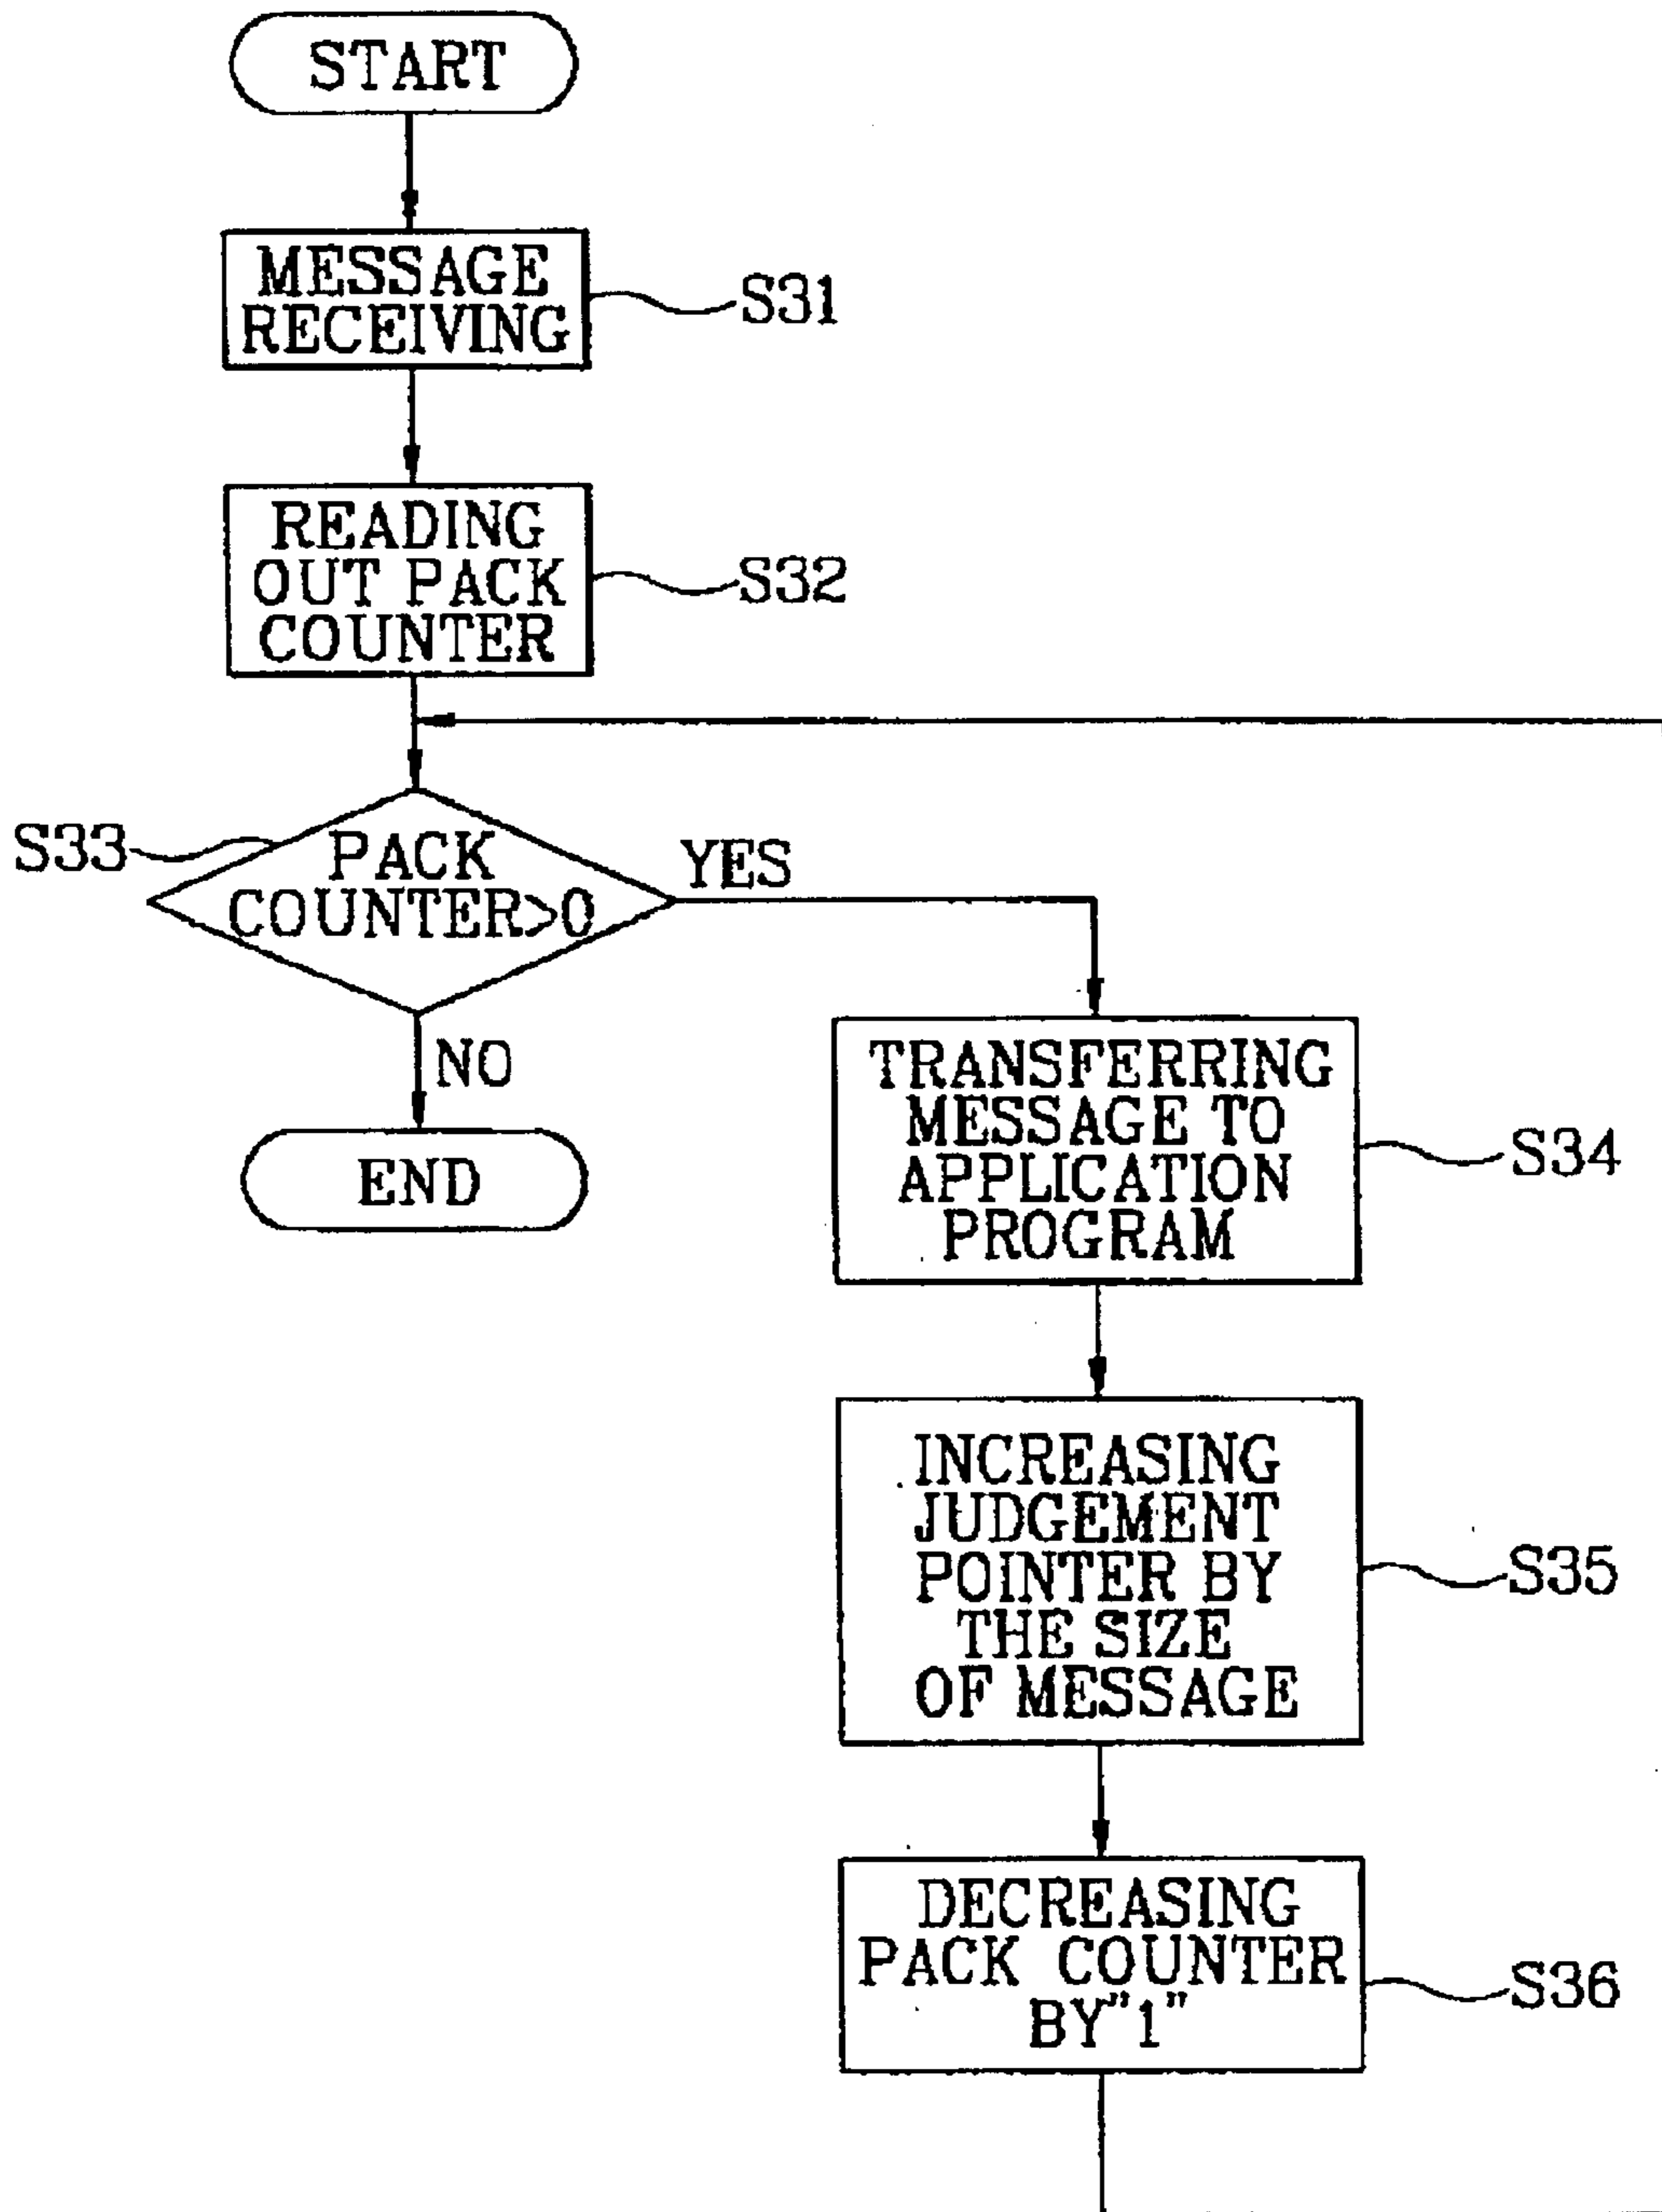 START
MESSAGE
RECEIVING
S31
READING
OUT PACK
COUNTER
S32
S33
PACK
COUNTER>0
YES
NO
END
TRANSFERRING
MESSAGE TO
APPLICATION
PROGRAM
S34
INCREASING
JUDGEMENT
POINTER BY
THE SIZE
OF MESSAGE
S35
DECREASING
PACK COUNTER
BY"1"
S36